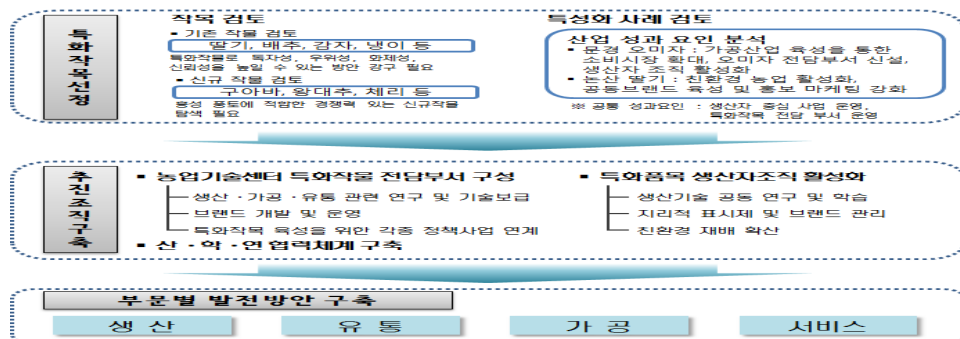 특화작목선정
작목 검토
▪ 기존 작물 검토
딸기, 배추, 감자, 냉이 등
특화작물로 독자성, 우위성, 화제성,
신뢰성을 높일 수 있는 방안 강구 필요
▪ 신규 작물 검토
구아바, 왕대추, 체리 등
홍성 풍토에 적합한 경쟁력 있는 신규작물
탐색 필요
특성화 사례 검토
산업 성과 요인 분석
▪ 문경 오미자 : 가공산업 육성을 통한
소비시장 확대, 오미자 전담부서 신설,
생산자 조직 활성화
▪ 논산 딸기 : 친환경 농업 활성화,
공동브랜드 육성 및 홍보 마케팅 강화
※ 공통 성과요인 : 생산자 중심 사업 운영,
특화작목 전담 부서 운영
추진조직구축
▪ 농업기술센터 특화작물 전담부서 구성
생산 · 가공 · 유통 관련 연구 및 기술보급
브랜드 개발 및 운영
특화작목 육성을 위한 각종 정책사업 연계
▪ 산 · 학 · 연 협력체계 구축
▪ 특화품목 생산자조직 활성화
생산기술 공동 연구 및 학습
지리적 표시제 및 브랜드 관리
친환경 재배 확산
부문별 발전방안 구축
생 산
유 통
가 공
서비스